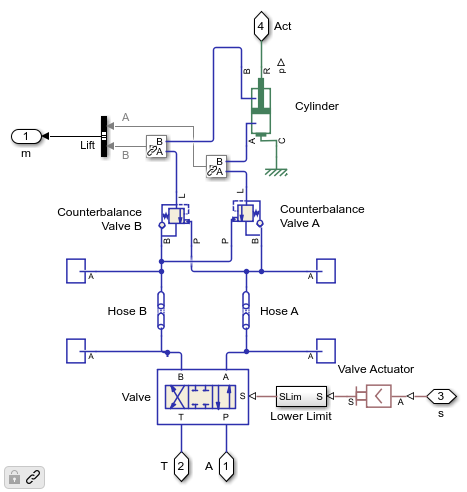 4 Act
B R p
Cylinder
A C
A
1 Lift B
m
B
A
B
A
L L
Counterbalance
Valve B
Counterbalance
Valve A
B P P B
A A
Hose B Hose A
A A
Valve Actuator
B A
Valve S SLim S S A 3
T P Lower Limit s
T 2 A 1